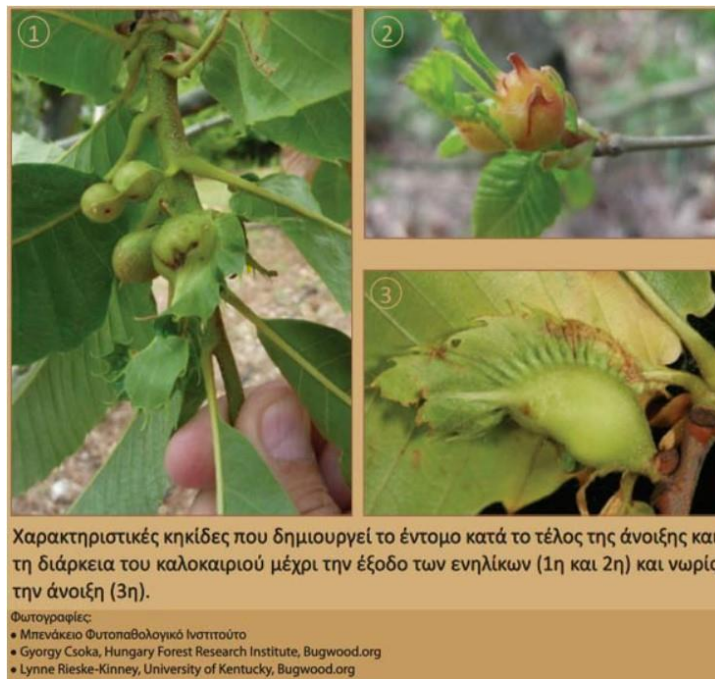 1
2
3
Χαρακτηριστικές κηκίδες που δημιουργεί το έντομο κατά το τέλος της άνοιξης και
τη διάρκεια του καλοκαιριού μέχρι την έξοδο των ενηλίκων (1η και 2η) και νωρίς
την άνοιξη (3η).
Φωτογραφίες:
• Μπενάκειο Φυτοπαθολογικό Ινστιτούτο
• Gyorgy Csoka, Hungary Forest Research Institute, Bugwood.org
• Lynne Rieske-Kinney, University of Kentucky, Bugwood.org